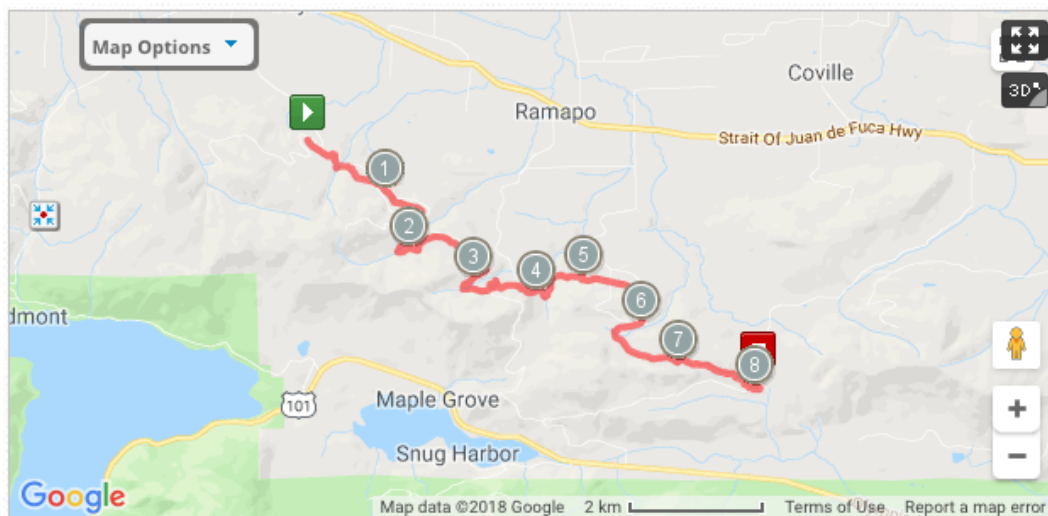 Map Options
Coville
3D
Ramapo
Strait Of Juan de Fuca Hwy
1
2
3
5
4
6
7
8
dmont
101
Maple Grove
Snug Harbor
+
−
Google
Map data ©2018 Google
2 km
Terms of Use
Report a map error